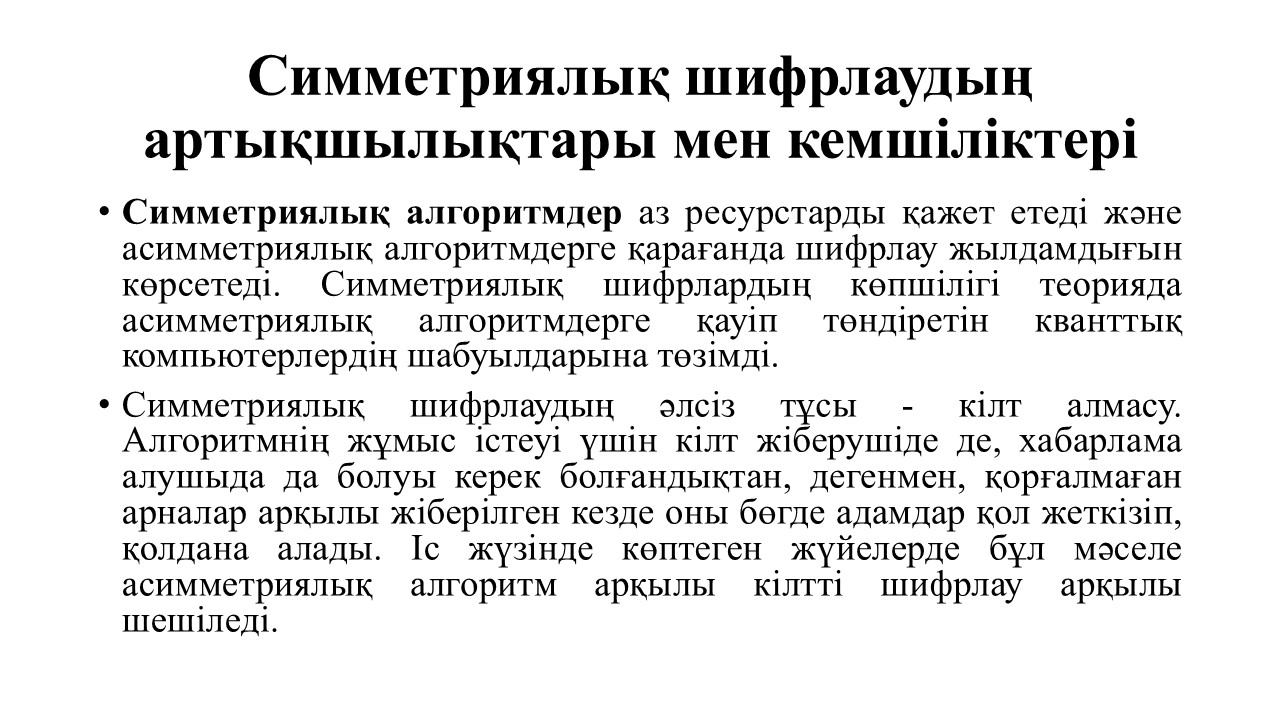 Симметриялық шифрлаудың
артықшылықтары мен кемшіліктері
• Симметриялық алгоритмдер аз ресурстарды қажет етеді және
асимметриялық алгоритмдерге қарағанда шифрлау жылдамдығын
көрсетеді. Симметриялық шифрлардың көпшілігі теорияда
асимметриялық алгоритмдерге қауіп төндіретін кванттық
компьютерлердің шабуылдарына төзімді.
• Симметриялық шифрлаудың әлсіз тұсы - кілт алмасу.
Алгоритмнің жұмыс істеуі үшін кілт жіберушіде де, хабарлама
алушыда да болуы керек болғандықтан, дегенмен, қорғалмаған
арналар арқылы жіберілген кезде оны бөгде адамдар қол жеткізіп,
қолдана алады. Іс жүзінде көптеген жүйелерде бұл мәселе
асимметриялық алгоритм арқылы кілтті шифрлау арқылы
шешіледі.